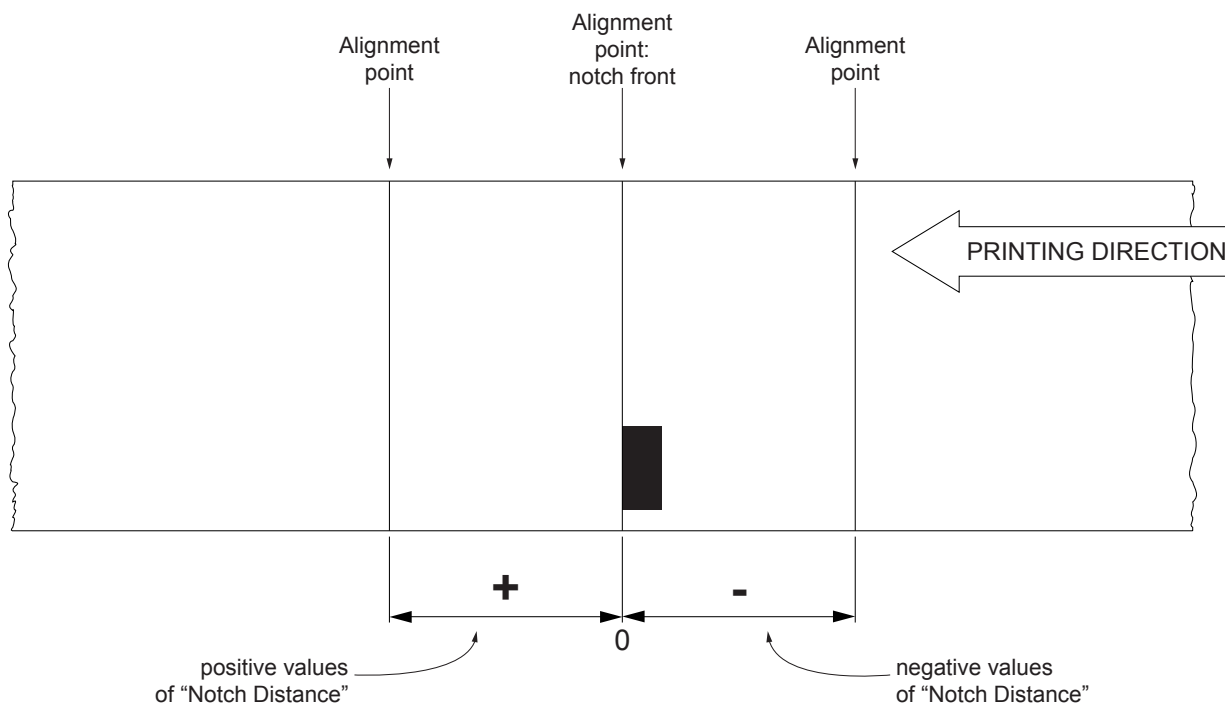 Alignment
point
Alignment
point:
notch front
Alignment
point
PRINTING DIRECTION
+
-
0
positive values
of “Notch Distance”
negative values
of “Notch Distance”